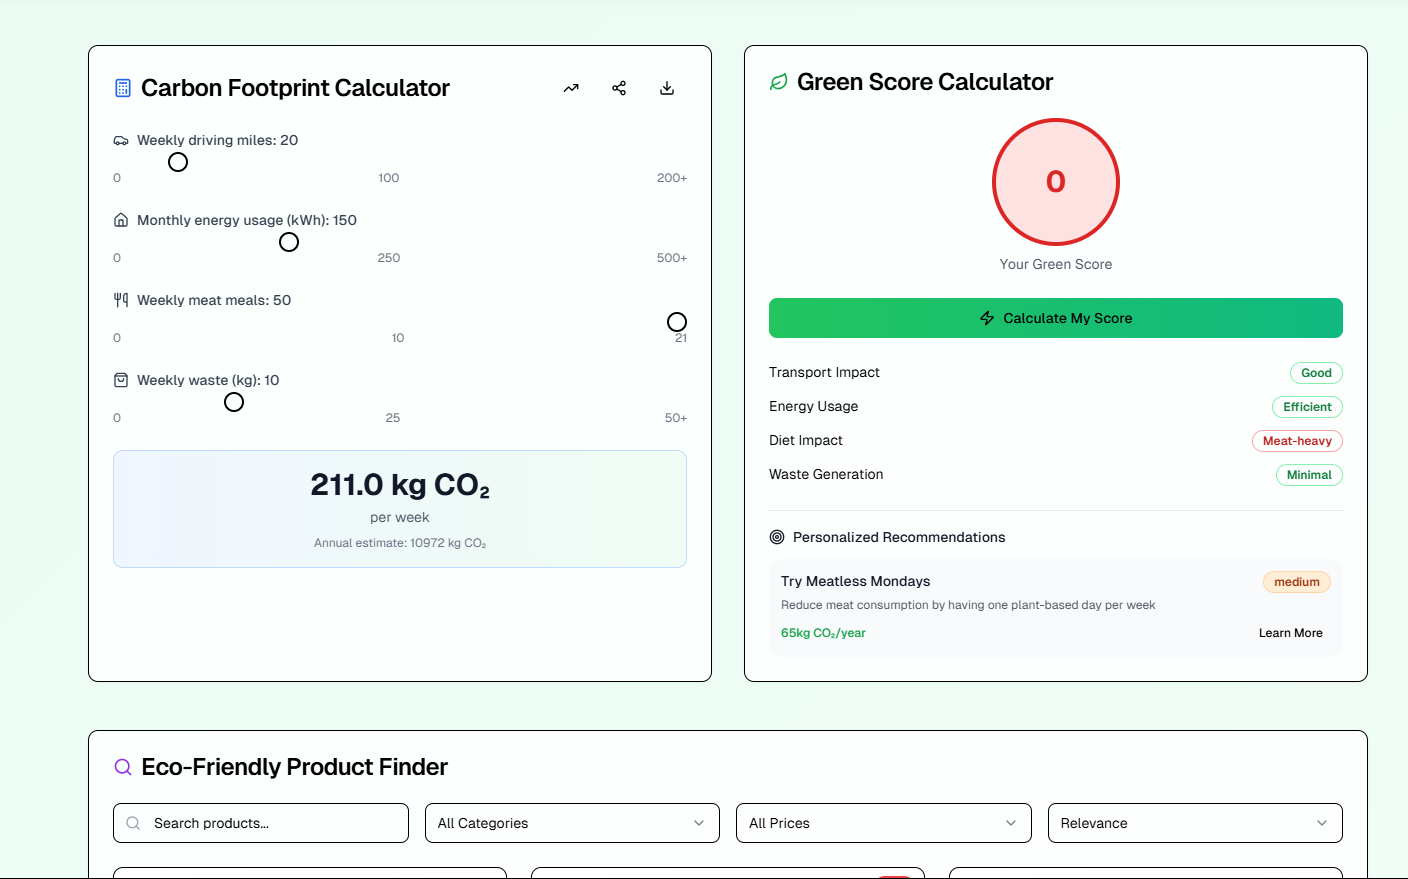 Carbon Footprint Calculator
Weekly driving miles: 20
0 100 200+
Monthly energy usage (kWh): 150
0 250 500+
Weekly meat meals: 50
0 10 21
Weekly waste (kg): 10
0 25 50+
211.0 kg CO₂
per week
Annual estimate: 10972 kg CO₂
Green Score Calculator
0
Your Green Score
Calculate My Score
Transport Impact Good
Energy Usage Efficient
Diet Impact Meat-heavy
Waste Generation Minimal
Personalized Recommendations
Try Meatless Mondays medium
Reduce meat consumption by having one plant-based day per week
65kg CO₂/year Learn More
Eco-Friendly Product Finder
Search products... All Categories All Prices Relevance